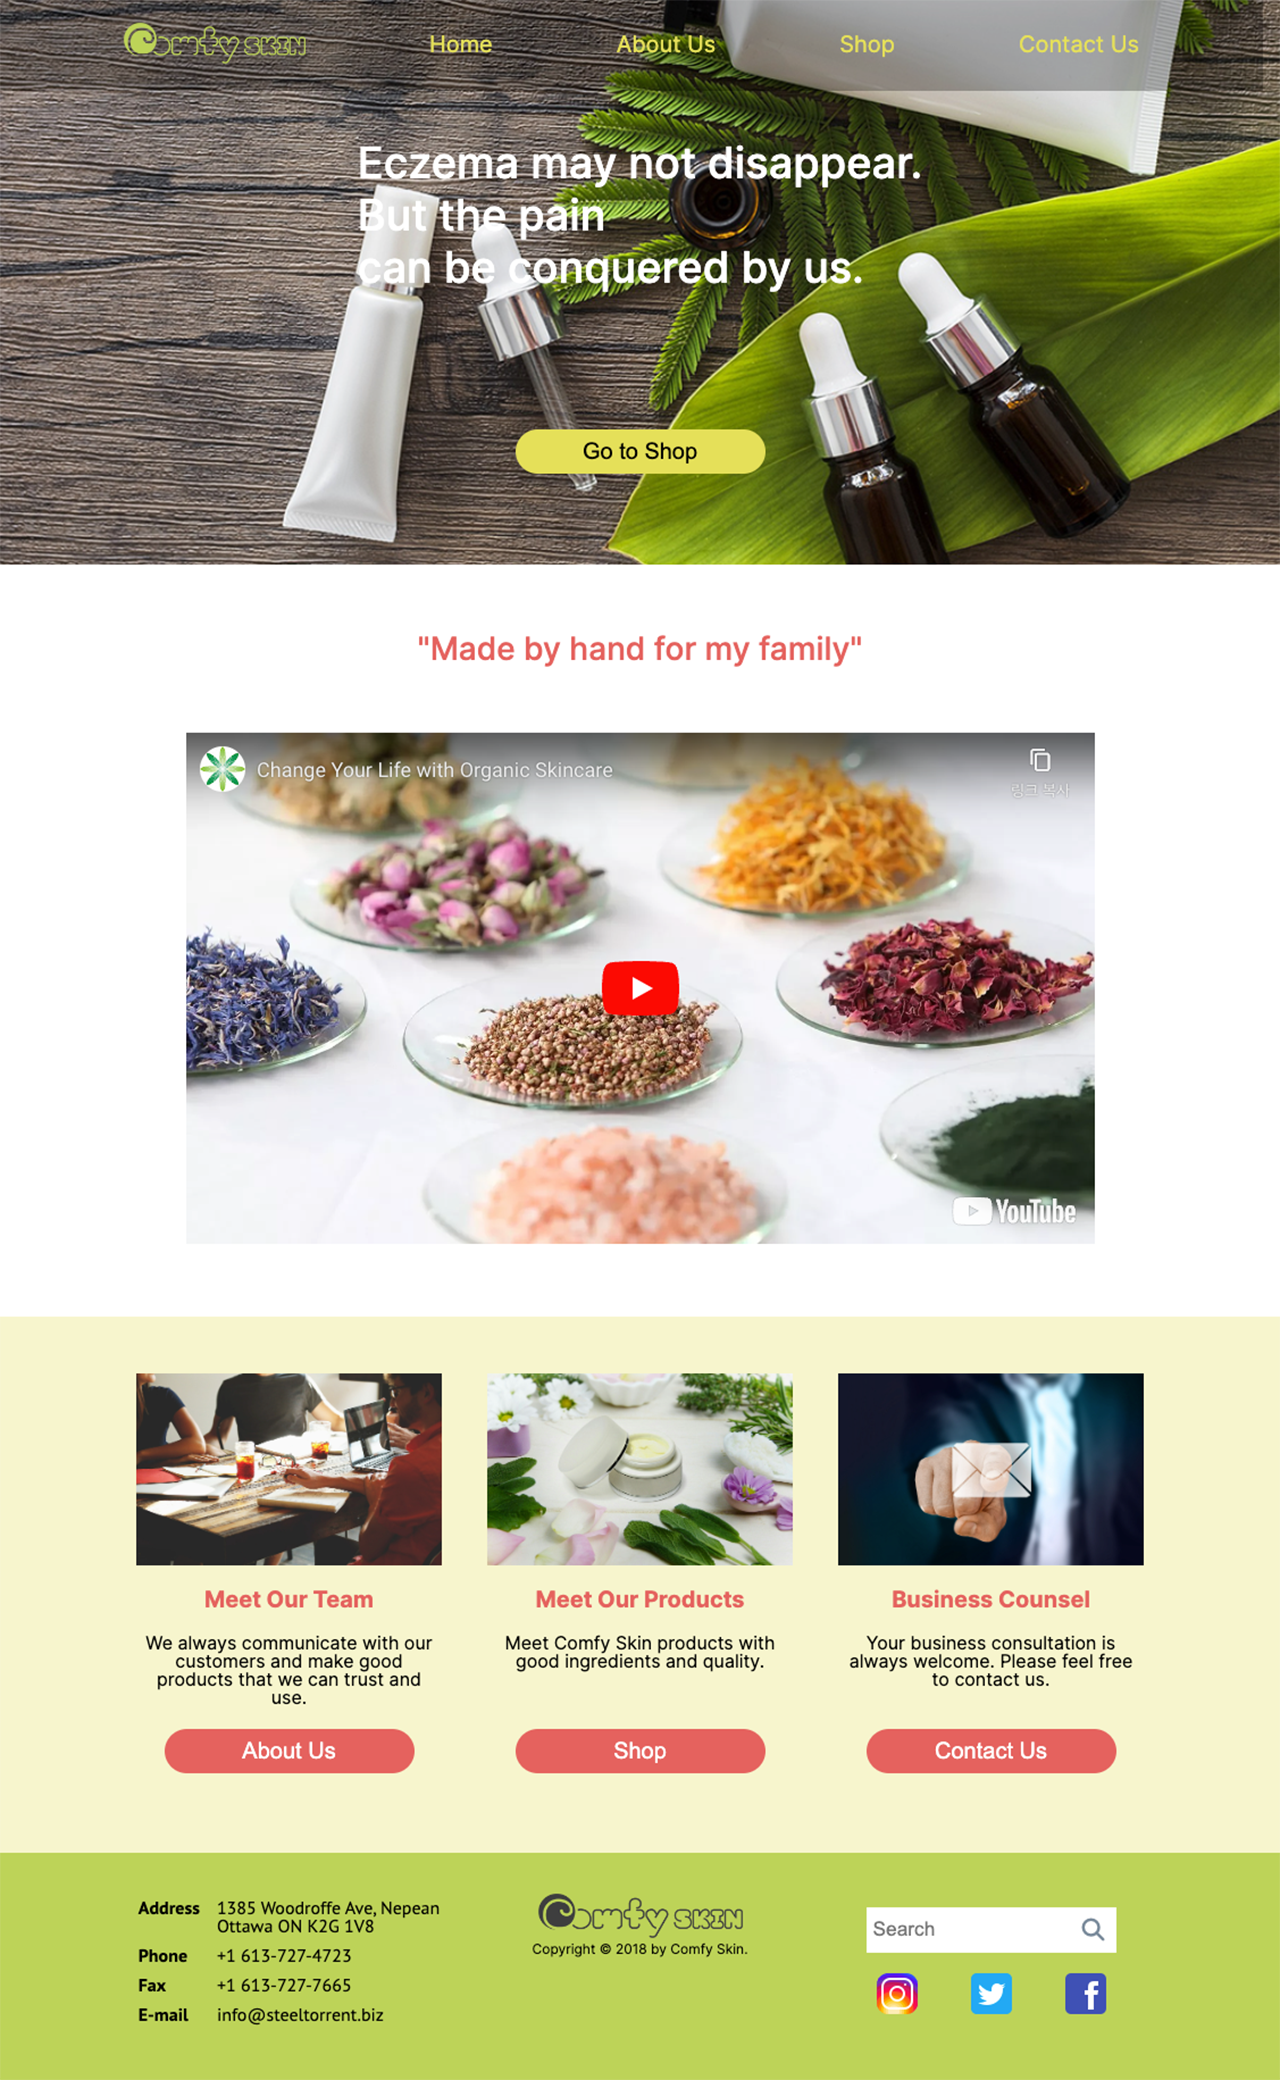 Comfy SKIN
Home
About Us
Shop
Contact Us
Eczema may not disappear.
But the pain
can be conquered by us.
Go to Shop
"Made by hand for my family"
Change Your Life with Organic Skincare
링크 복사
YouTube
Meet Our Team
We always communicate with our
customers and make good
products that we can trust and
use.
About Us
Meet Our Products
Meet Comfy Skin products with
good ingredients and quality.
Shop
Business Counsel
Your business consultation is
always welcome. Please feel free
to contact us.
Contact Us
Address 1385 Woodroffe Ave, Nepean
Ottawa ON K2G 1V8
Phone +1 613-727-4723
Fax +1 613-727-7665
E-mail info@steeltorrent.biz
Comfy SKIN
Copyright © 2018 by Comfy Skin.
Search